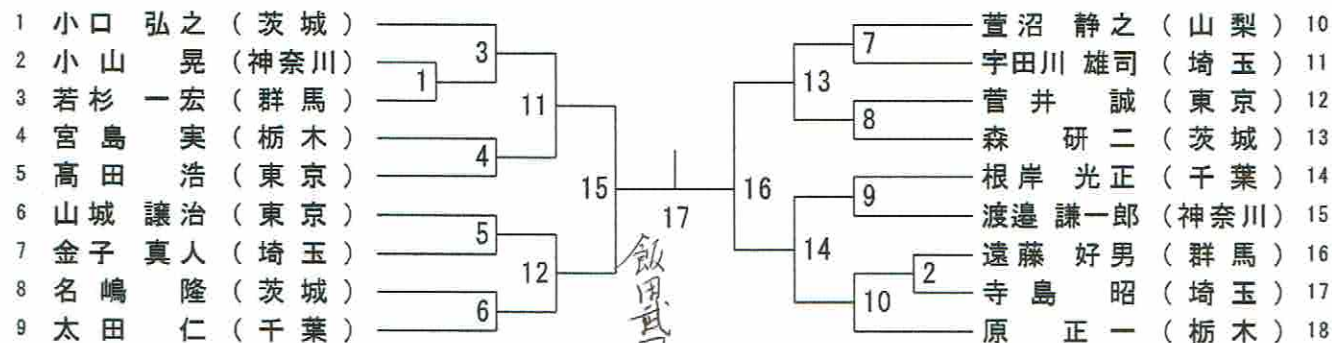 1 小口 弘之 (茨城)
2 小山 晃 (神奈川)
3 若杉 一宏 (群馬)
4 宮島 実 (栃木)
5 高田 浩 (東京)
6 山城 譲治 (東京)
7 金子 真人 (埼玉)
8 名嶋 隆 (茨城)
9 太田 仁 (千葉)
3
1
11
4
15
5
12
6
17
飯田
7
13
8
16
9
14
2
10
萱沼 静之 (山梨) 10
宇田川 雄司 (埼玉) 11
菅井 誠 (東京) 12
森 研二 (茨城) 13
根岸 光正 (千葉) 14
渡邉 謙一郎 (神奈川) 15
遠藤 好男 (群馬) 16
寺島 昭 (埼玉) 17
原 正一 (栃木) 18